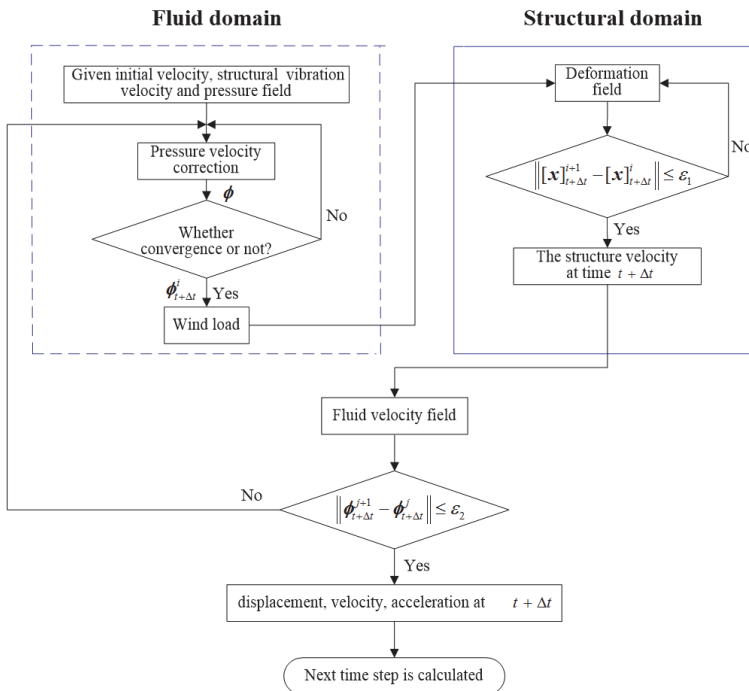 Fluid domain
Given initial velocity, structural vibration
velocity and pressure field
Pressure velocity
correction
ϕ
Whether
convergence or not?
No
ϕ^i_{t+Δt} Yes
Wind load
Structural domain
Deformation
field
No
‖[x]^{i+1}_{t+Δt} − [x]^i_{t+Δt}‖ ≤ ε_1
Yes
The structure velocity
at time t + Δt
Fluid velocity field
No
‖ϕ^{j+1}_{t+Δt} − ϕ^j_{t+Δt}‖ ≤ ε_2
Yes
displacement, velocity, acceleration at t + Δt
Next time step is calculated